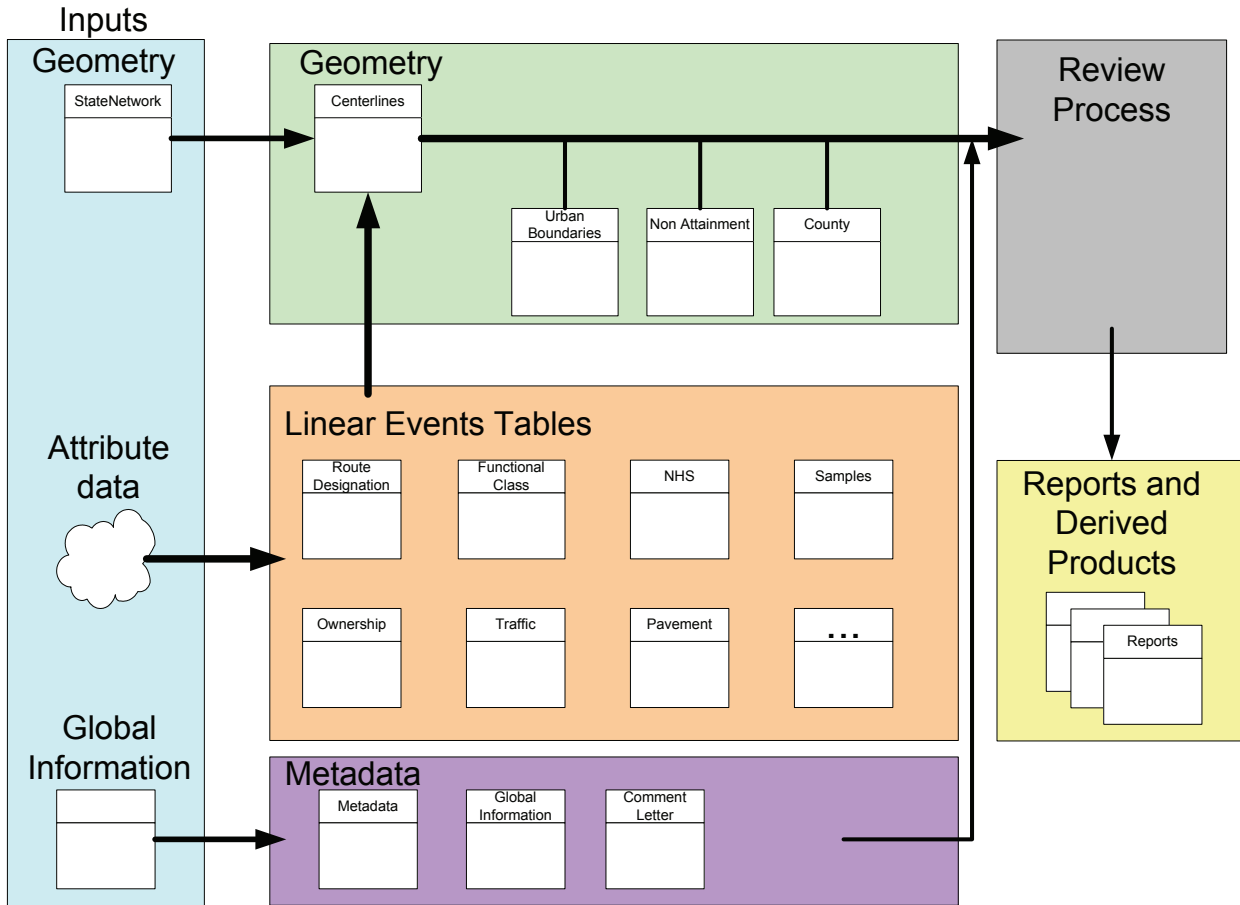 Inputs
Geometry
StateNetwork
Attribute
data
Global
Information
Geometry
Centerlines
Urban
Boundaries
Non Attainment
County
Linear Events Tables
Route
Designation
Functional
Class
NHS
Samples
Ownership
Traffic
Pavement
...
Metadata
Metadata
Global
Information
Comment
Letter
Review
Process
Reports and
Derived
Products
Reports